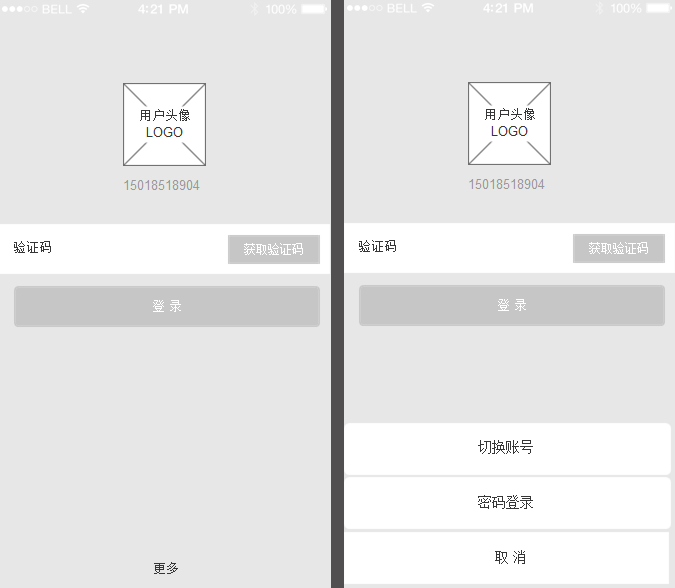 BELL 4:21 PM 100%
用户头像
LOGO
15018518904
验证码 获取验证码
登 录
更多
BELL 4:21 PM 100%
用户头像
LOGO
15018518904
验证码 获取验证码
登 录
切换账号
密码登录
取 消